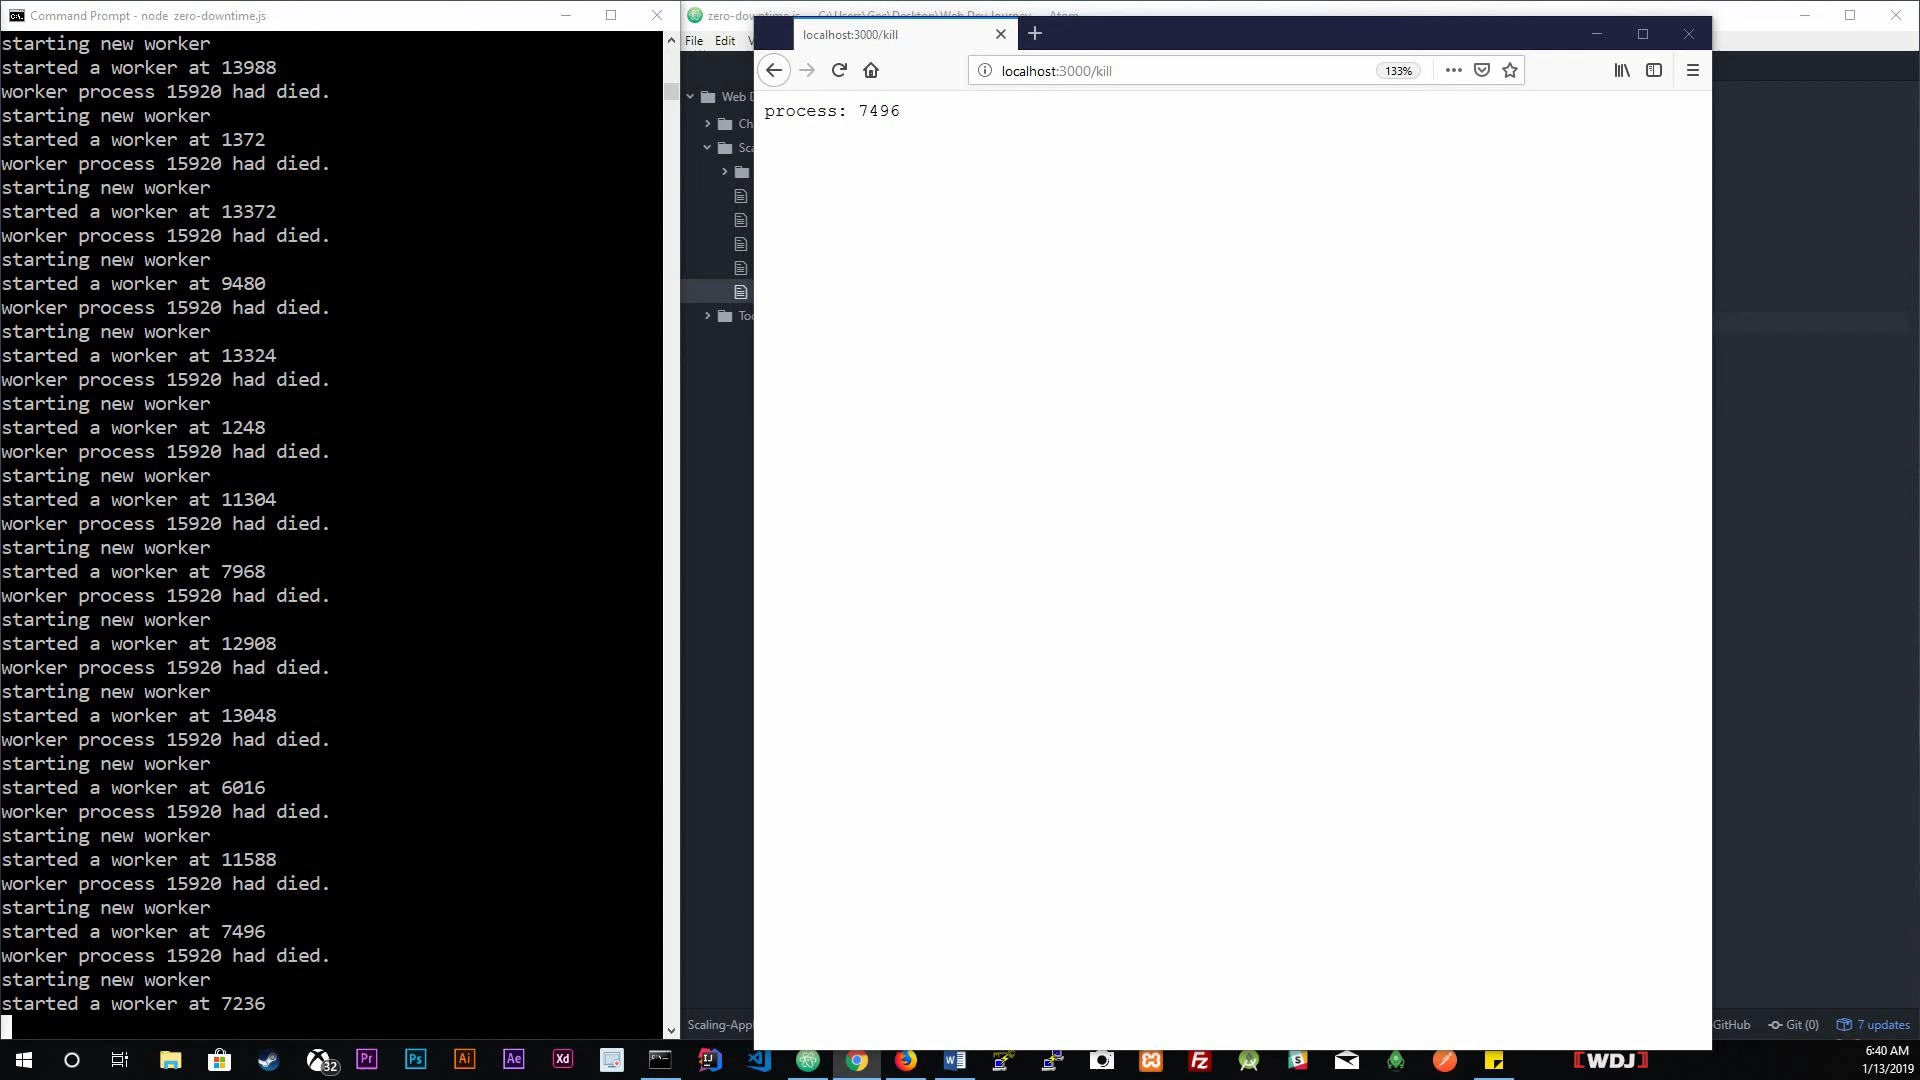 Command Prompt - node zero-downtime.js
starting new worker
started a worker at 13988
worker process 15920 had died.
starting new worker
started a worker at 1372
worker process 15920 had died.
starting new worker
started a worker at 13372
worker process 15920 had died.
starting new worker
started a worker at 9480
worker process 15920 had died.
starting new worker
started a worker at 13324
worker process 15920 had died.
starting new worker
started a worker at 1248
worker process 15920 had died.
starting new worker
started a worker at 11304
worker process 15920 had died.
starting new worker
started a worker at 7968
worker process 15920 had died.
starting new worker
started a worker at 12908
worker process 15920 had died.
starting new worker
started a worker at 13048
worker process 15920 had died.
starting new worker
started a worker at 6016
worker process 15920 had died.
starting new worker
started a worker at 11588
worker process 15920 had died.
starting new worker
started a worker at 7496
worker process 15920 had died.
starting new worker
started a worker at 7236
File Edit V
Web D
Ch
Sca
Too
Scaling-Appl
localhost:3000/kill
localhost:3000/kill
133%
process: 7496
GitHub Git (0) 7 updates
32 Pr Ps Ai Ae Xd
[WDJ]
6:40 AM
1/13/2019